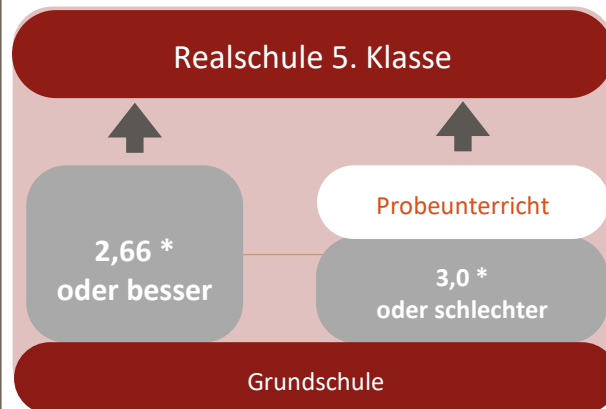 Realschule 5. Klasse
Probeunterricht
2,66 *
oder besser
3,0 *
oder schlechter
Grundschule